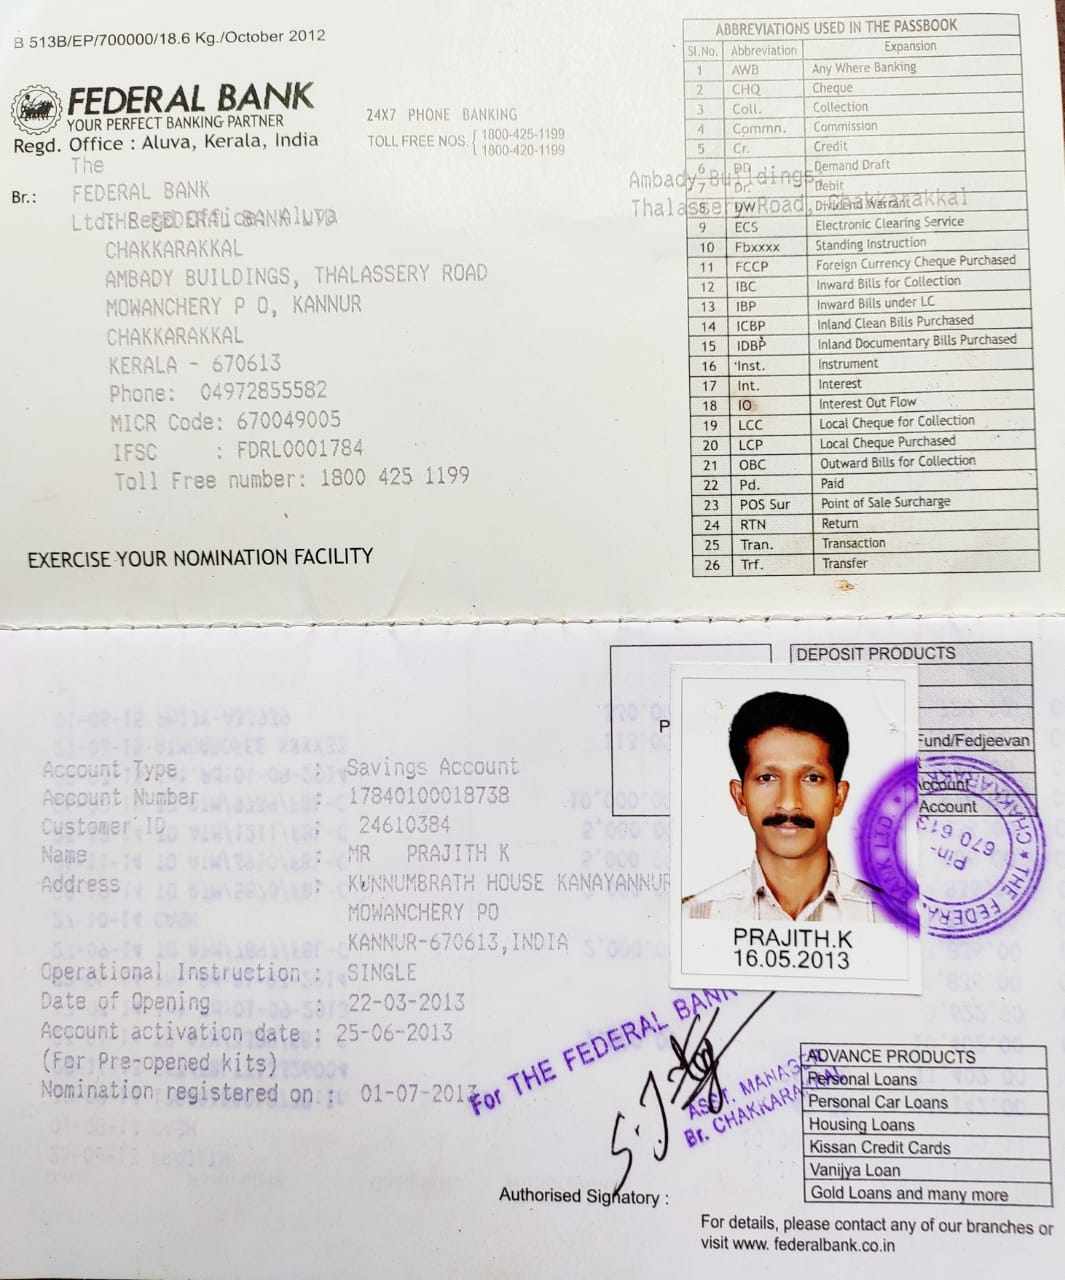 B 513B/EP/700000/18.6 Kg./October 2012
FEDERAL BANK
YOUR PERFECT BANKING PARTNER
Regd. Office : Aluva, Kerala, India
24X7 PHONE BANKING
TOLL FREE NOS. { 1800-425-1199
1800-420-1199
Br.:
The
FEDERAL BANK
Ltd. Regd Office: Aluva
THE FEDERAL BANK LTD
CHAKKARAKKAL
AMBADY BUILDINGS, THALASSERY ROAD
MOWANCHERY P O, KANNUR
CHAKKARAKKAL
KERALA - 670613
Phone: 04972855582
MICR Code: 670049005
IFSC : FDRL0001784
Toll Free number: 1800 425 1199
EXERCISE YOUR NOMINATION FACILITY
Ambady Buildings,
Thalassery Road, Chakkarakkal
ABBREVIATIONS USED IN THE PASSBOOK
Sl.No. Abbreviation Expansion
1 AWB Any Where Banking
2 CHQ Cheque
3 Coll. Collection
4 Commn. Commission
5 Cr. Credit
6 DD Demand Draft
7 Dr. Debit
8 DW Dividend Warrant
9 ECS Electronic Clearing Service
10 Fbxxxx Standing Instruction
11 FCCP Foreign Currency Cheque Purchased
12 IBC Inward Bills for Collection
13 IBP Inward Bills under LC
14 ICBP Inland Clean Bills Purchased
15 IDBP Inland Documentary Bills Purchased
16 Inst. Instrument
17 Int. Interest
18 IO Interest Out Flow
19 LCC Local Cheque for Collection
20 LCP Local Cheque Purchased
21 OBC Outward Bills for Collection
22 Pd. Paid
23 POS Sur Point of Sale Surcharge
24 RTN Return
25 Tran. Transaction
26 Trf. Transfer
DEPOSIT PRODUCTS
Fund/Fedjeevan
Account
Account
P
Account Type : Savings Account
Account Number : 17840100018738
Customer ID : 24610384
Name : MR PRAJITH K
Address : KUNNUMBRATH HOUSE KANAYANNUR
MOWANCHERY PO
KANNUR-670613,INDIA
Operational Instruction : SINGLE
Date of Opening : 22-03-2013
Account activation date : 25-06-2013
(For Pre-opened kits)
Nomination registered on : 01-07-2013
PRAJITH.K
16.05.2013
THE FEDERAL BANK LTD. CHAKKARAKKAL
Pin-
670 613
For THE FEDERAL BANK
ASST. MANAGER
Br. CHAKKARAKKAL
Authorised Signatory :
ADVANCE PRODUCTS
Personal Loans
Personal Car Loans
Housing Loans
Kissan Credit Cards
Vanijya Loan
Gold Loans and many more
For details, please contact any of our branches or
visit www. federalbank.co.in